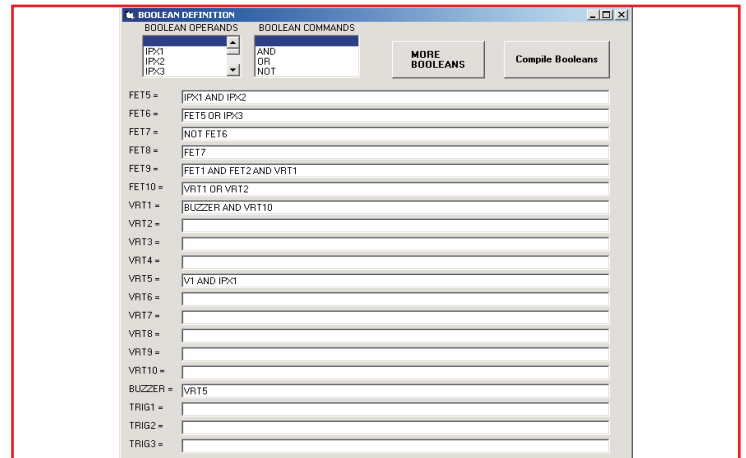 BOOLEAN DEFINITION
BOOLEAN OPERANDS BOOLEAN COMMANDS
IPX1
IPX2
IPX3
AND
OR
NOT
MORE
BOOLEANS
Compile Booleans
FET5 = IPX1 AND IPX2
FET6 = FET5 OR IPX3
FET7 = NOT FET6
FET8 = FET7
FET9 = FET1 AND FET2 AND VRT1
FET10 = VRT1 OR VRT2
VRT1 = BUZZER AND VRT10
VRT2 =
VRT3 =
VRT4 =
VRT5 = V1 AND IPX1
VRT6 =
VRT7 =
VRT8 =
VRT9 =
VRT10 =
BUZZER = VRT5
TRIG1 =
TRIG2 =
TRIG3 =